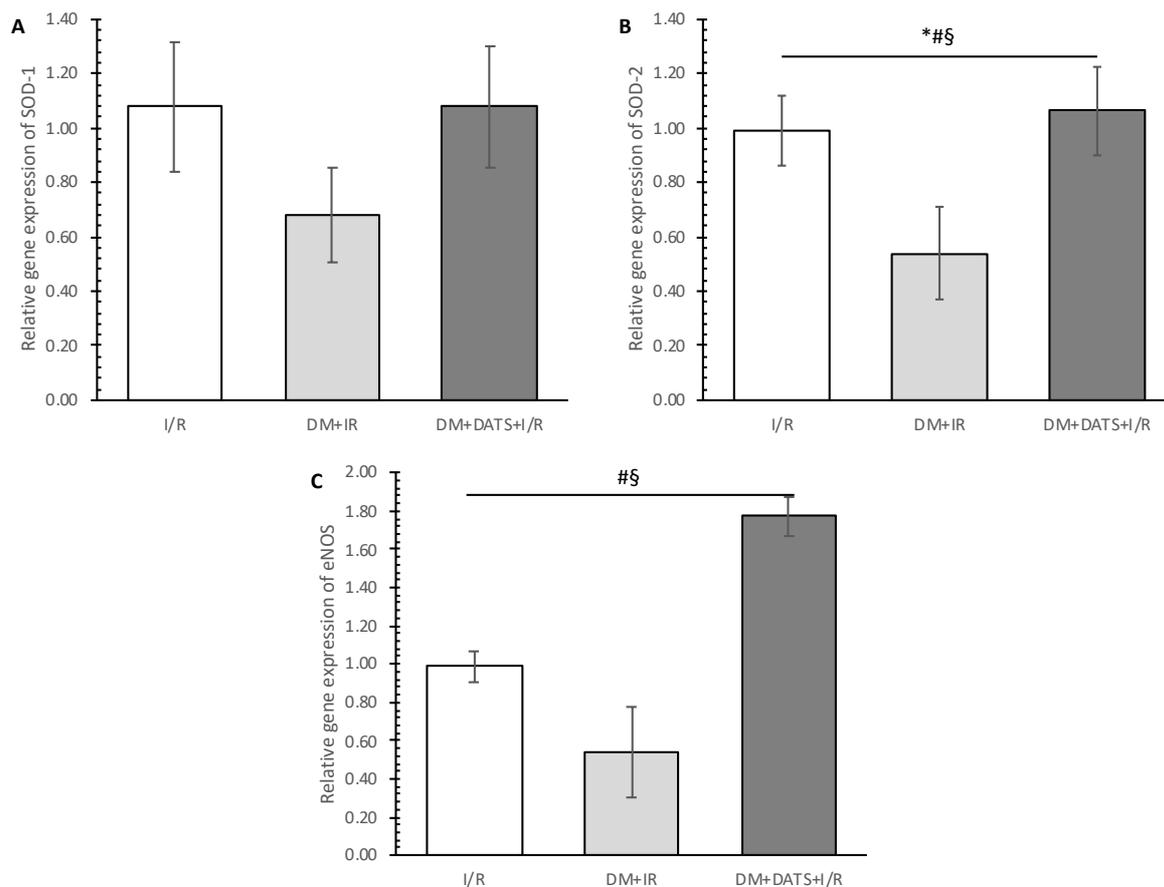 A
Relative gene expression of SOD-1
1.40
1.20
1.00
0.80
0.60
0.40
0.20
0.00
I/R
DM+IR
DM+DATS+I/R
B
Relative gene expression of SOD-2
1.40
1.20
1.00
0.80
0.60
0.40
0.20
0.00
*#§
I/R
DM+IR
DM+DATS+I/R
C
Relative gene expression of eNOS
2.00
1.80
1.60
1.40
1.20
1.00
0.80
0.60
0.40
0.20
0.00
#§
I/R
DM+IR
DM+DATS+I/R